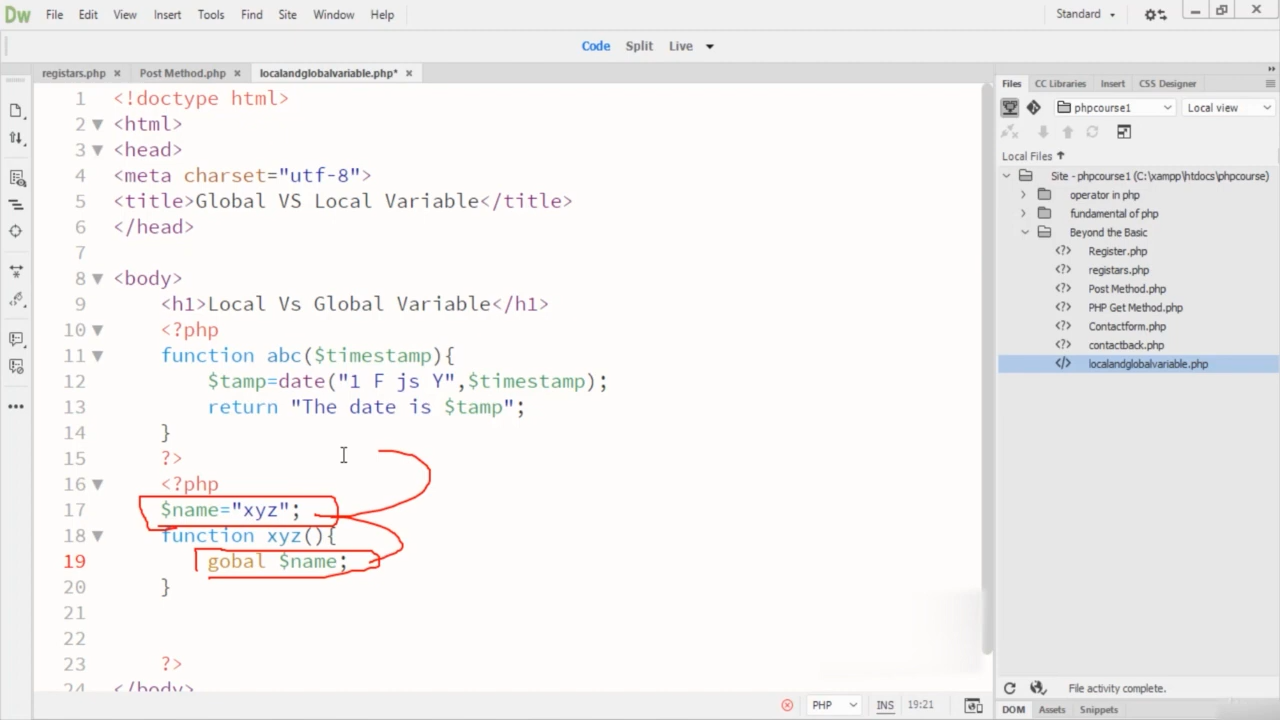 Dw File Edit View Insert Tools Find Site Window Help Standard
Code Split Live
registars.php × Post Method.php × localandglobalvariable.php* ×
1 <!doctype html>
2 <html>
3 <head>
4 <meta charset="utf-8">
5 <title>Global VS Local Variable</title>
6 </head>
7
8 <body>
9 <h1>Local Vs Global Variable</h1>
10 <?php
11 function abc($timestamp){
12 $tamp=date("1 F js Y",$timestamp);
13 return "The date is $tamp";
14 }
15 ?>
16 <?php
17 $name="xyz";
18 function xyz(){
19 gobal $name;
20 }
21
22
23 ?>
24 </body>
PHP INS 19:21
Files CC Libraries Insert CSS Designer
phpcourse1 Local view
Local Files
Site - phpcourse1 (C:\xampp\htdocs\phpcourse)
operator in php
fundamental of php
Beyond the Basic
Register.php
registars.php
Post Method.php
PHP Get Method.php
Contactform.php
contactback.php
localandglobalvariable.php
File activity complete.
DOM Assets Snippets